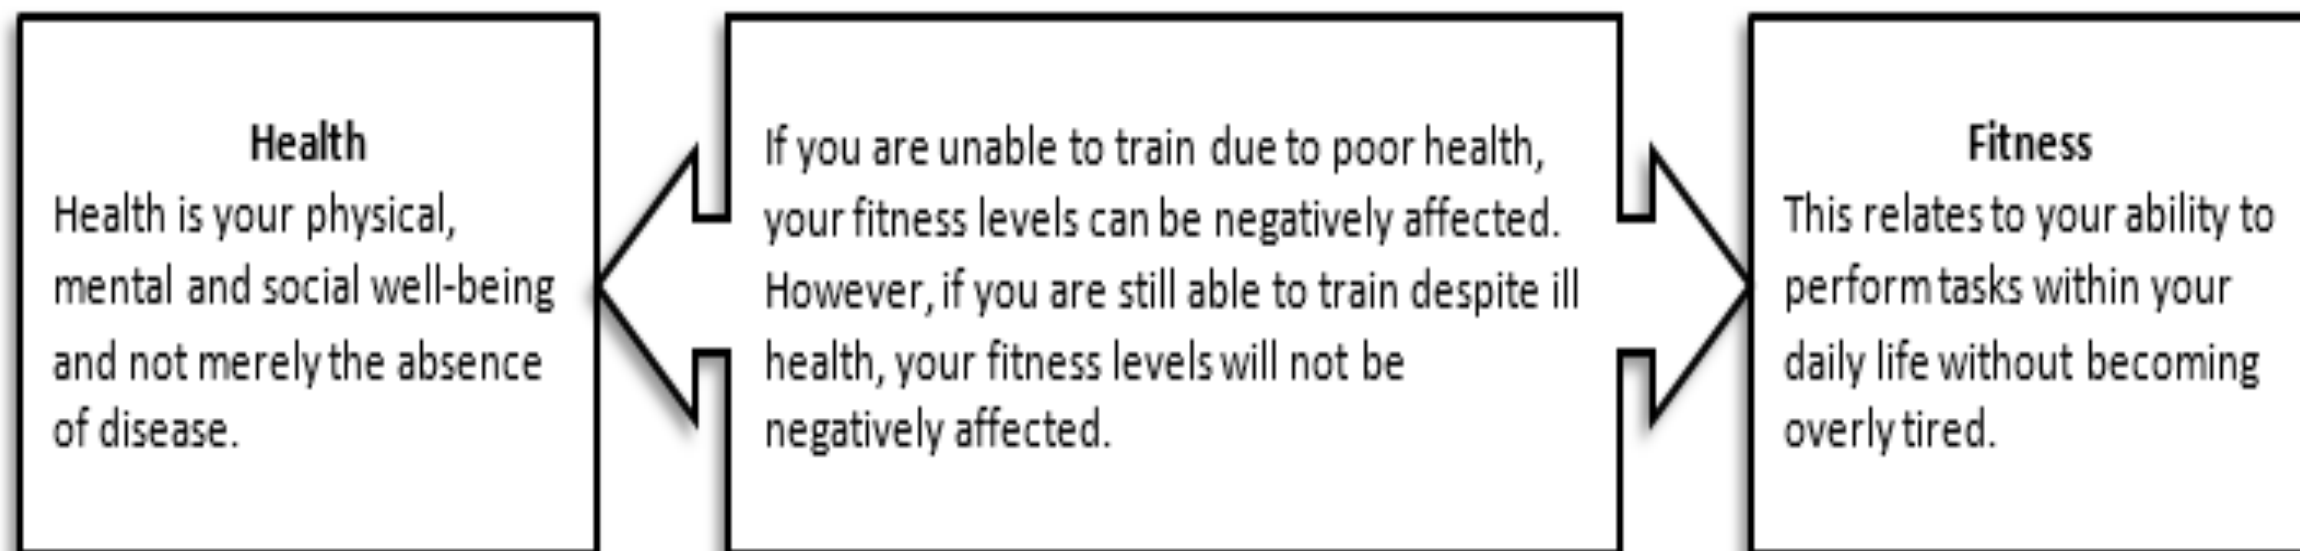 Health
Health is your physical,
mental and social well-being
and not merely the absence
of disease.
If you are unable to train due to poor health,
your fitness levels can be negatively affected.
However, if you are still able to train despite ill
health, your fitness levels will not be
negatively affected.
Fitness
This relates to your ability to
perform tasks within your
daily life without becoming
overly tired.